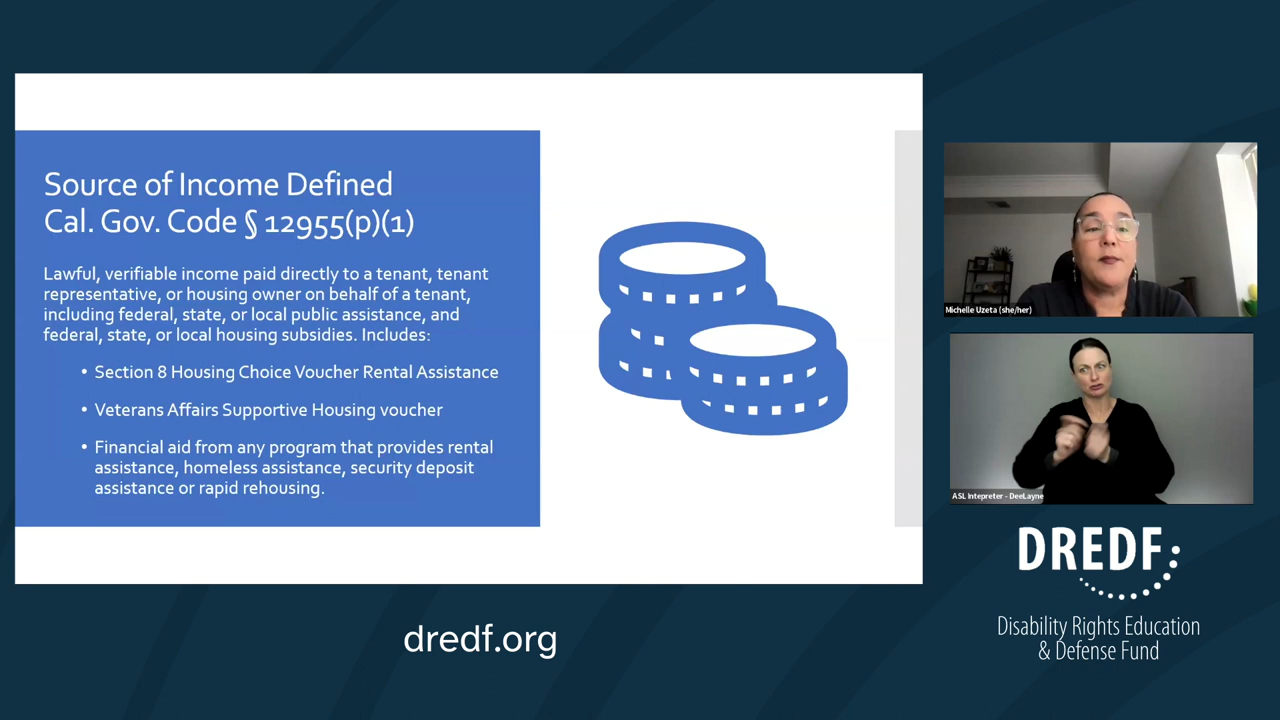 Source of Income Defined
Cal. Gov. Code § 12955(p)(1)
Lawful, verifiable income paid directly to a tenant, tenant
representative, or housing owner on behalf of a tenant,
including federal, state, or local public assistance, and
federal, state, or local housing subsidies. Includes:
• Section 8 Housing Choice Voucher Rental Assistance
• Veterans Affairs Supportive Housing voucher
• Financial aid from any program that provides rental
assistance, homeless assistance, security deposit
assistance or rapid rehousing.
Michelle Uzeta (she/her)
ASL Intepreter - DeeLayne
DREDF
Disability Rights Education
& Defense Fund
dredf.org